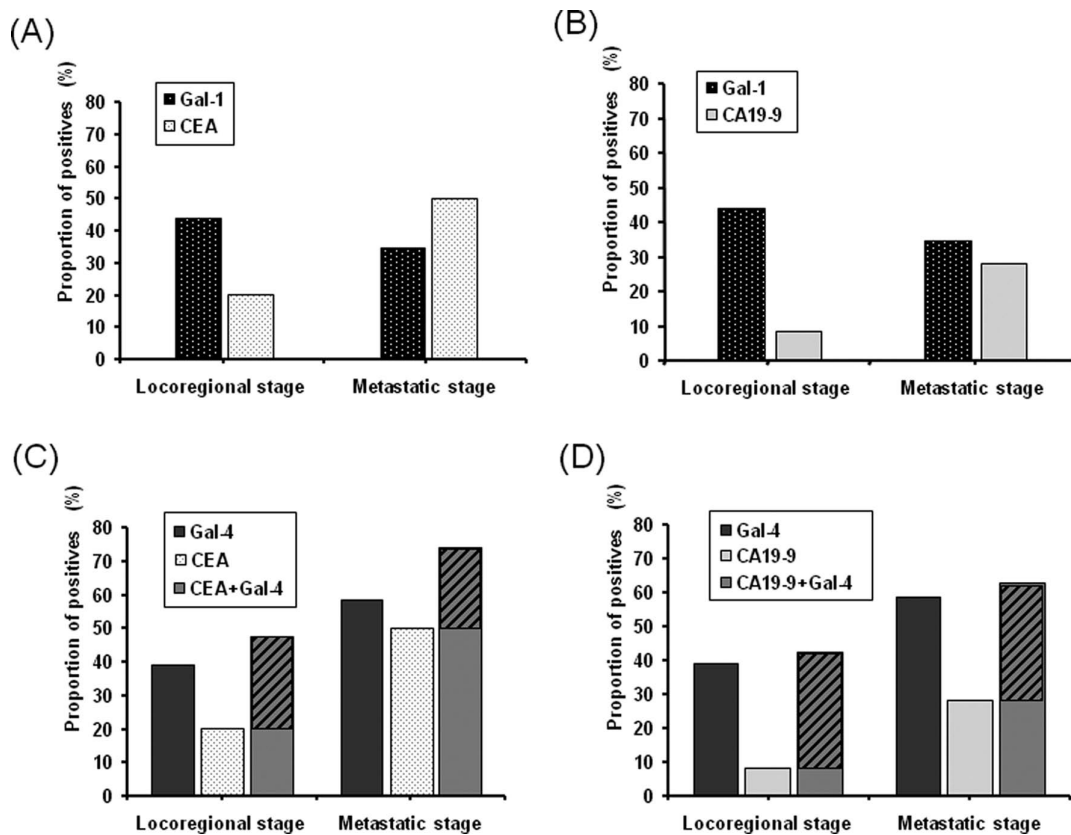 (A)
Proportion of positives (%)
80
70
60
50
40
30
20
10
0
Gal-1
CEA
Locoregional stage
Metastatic stage
(B)
Proportion of positives (%)
80
70
60
50
40
30
20
10
0
Gal-1
CA19-9
Locoregional stage
Metastatic stage
(C)
Proportion of positives (%)
80
70
60
50
40
30
20
10
0
Gal-4
CEA
CEA+Gal-4
Locoregional stage
Metastatic stage
(D)
Proportion of positives (%)
80
70
60
50
40
30
20
10
0
Gal-4
CA19-9
CA19-9+Gal-4
Locoregional stage
Metastatic stage